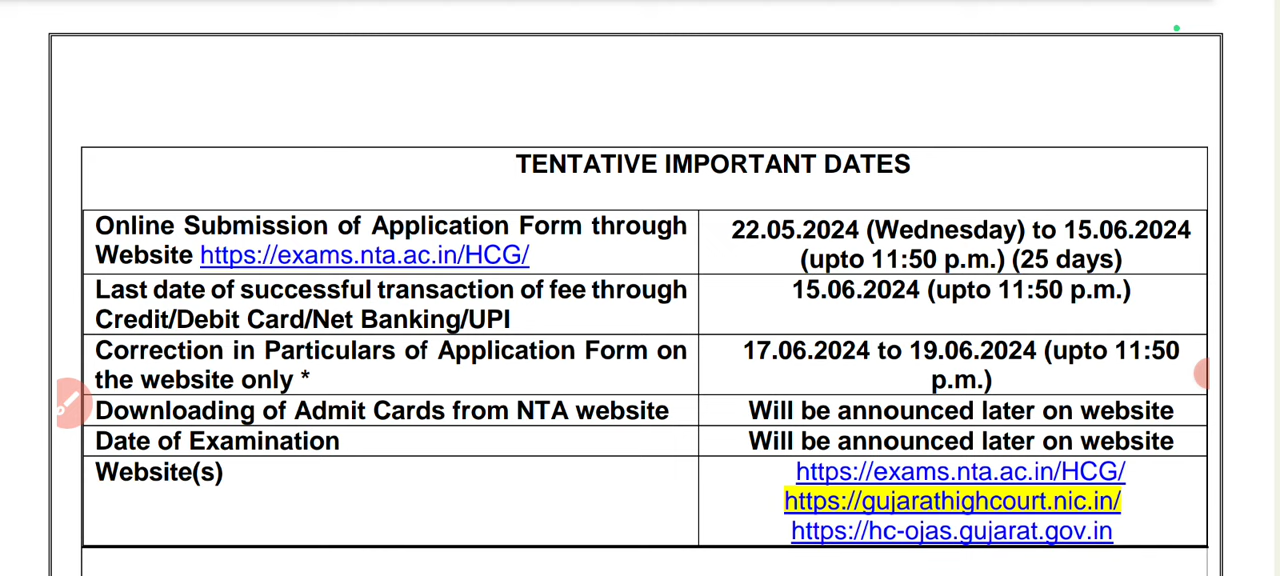 TENTATIVE IMPORTANT DATES
Online Submission of Application Form through
Website https://exams.nta.ac.in/HCG/
22.05.2024 (Wednesday) to 15.06.2024
(upto 11:50 p.m.) (25 days)
Last date of successful transaction of fee through
Credit/Debit Card/Net Banking/UPI
15.06.2024 (upto 11:50 p.m.)
Correction in Particulars of Application Form on
the website only *
17.06.2024 to 19.06.2024 (upto 11:50
p.m.)
Downloading of Admit Cards from NTA website
Will be announced later on website
Date of Examination
Will be announced later on website
Website(s)
https://exams.nta.ac.in/HCG/
https://gujarathighcourt.nic.in/
https://hc-ojas.gujarat.gov.in